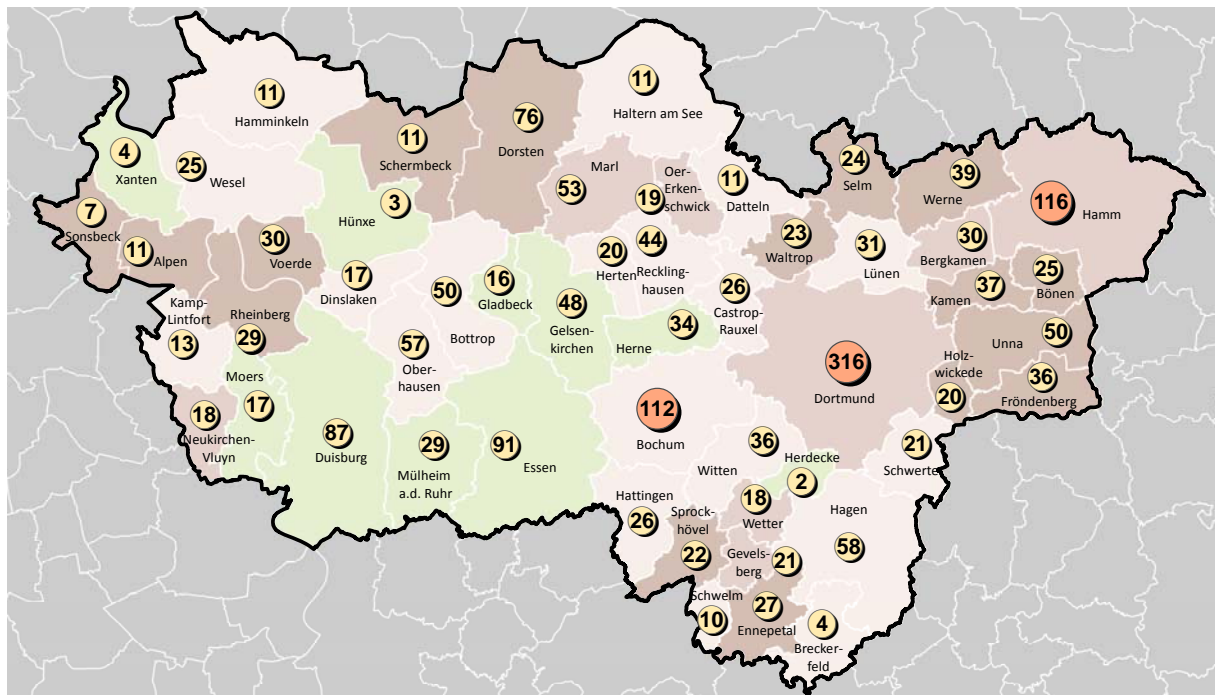 11
Hamminkeln
11
Haltern am See
76
Dorsten
11
Schermbeck
4
Xanten
25
Wesel
Marl
53
Oer-
Erken-
schwick
19
11
Datteln
24
Selm
39
Werne
116
Hamm
3
Hünxe
7
Sonsbeck
11
Alpen
30
Voerde
17
Dinslaken
50
Bottrop
16
Gladbeck
48
Gelsen-
kirchen
20
Herten
44
Reckling-
hausen
23
Waltrop
31
Lünen
30
Bergkamen
25
Bönen
37
Kamen
26
Castrop-
Rauxel
34
Herne
Kamp-
Lintfort
13
Rheinberg
29
57
Ober-
hausen
50
Unna
Holz-
wickede
20
36
Fröndenberg
316
Dortmund
Moers
17
18
Neukirchen-
Vluyn
87
Duisburg
29
Mülheim
a.d. Ruhr
91
Essen
112
Bochum
36
Witten
Herdecke
2
21
Schwerte
Hattingen
26
Sprock-
hövel
22
18
Wetter
Hagen
58
Gevels-
berg
21
Schwelm
10
27
Ennepetal
4
Brecker-
feld